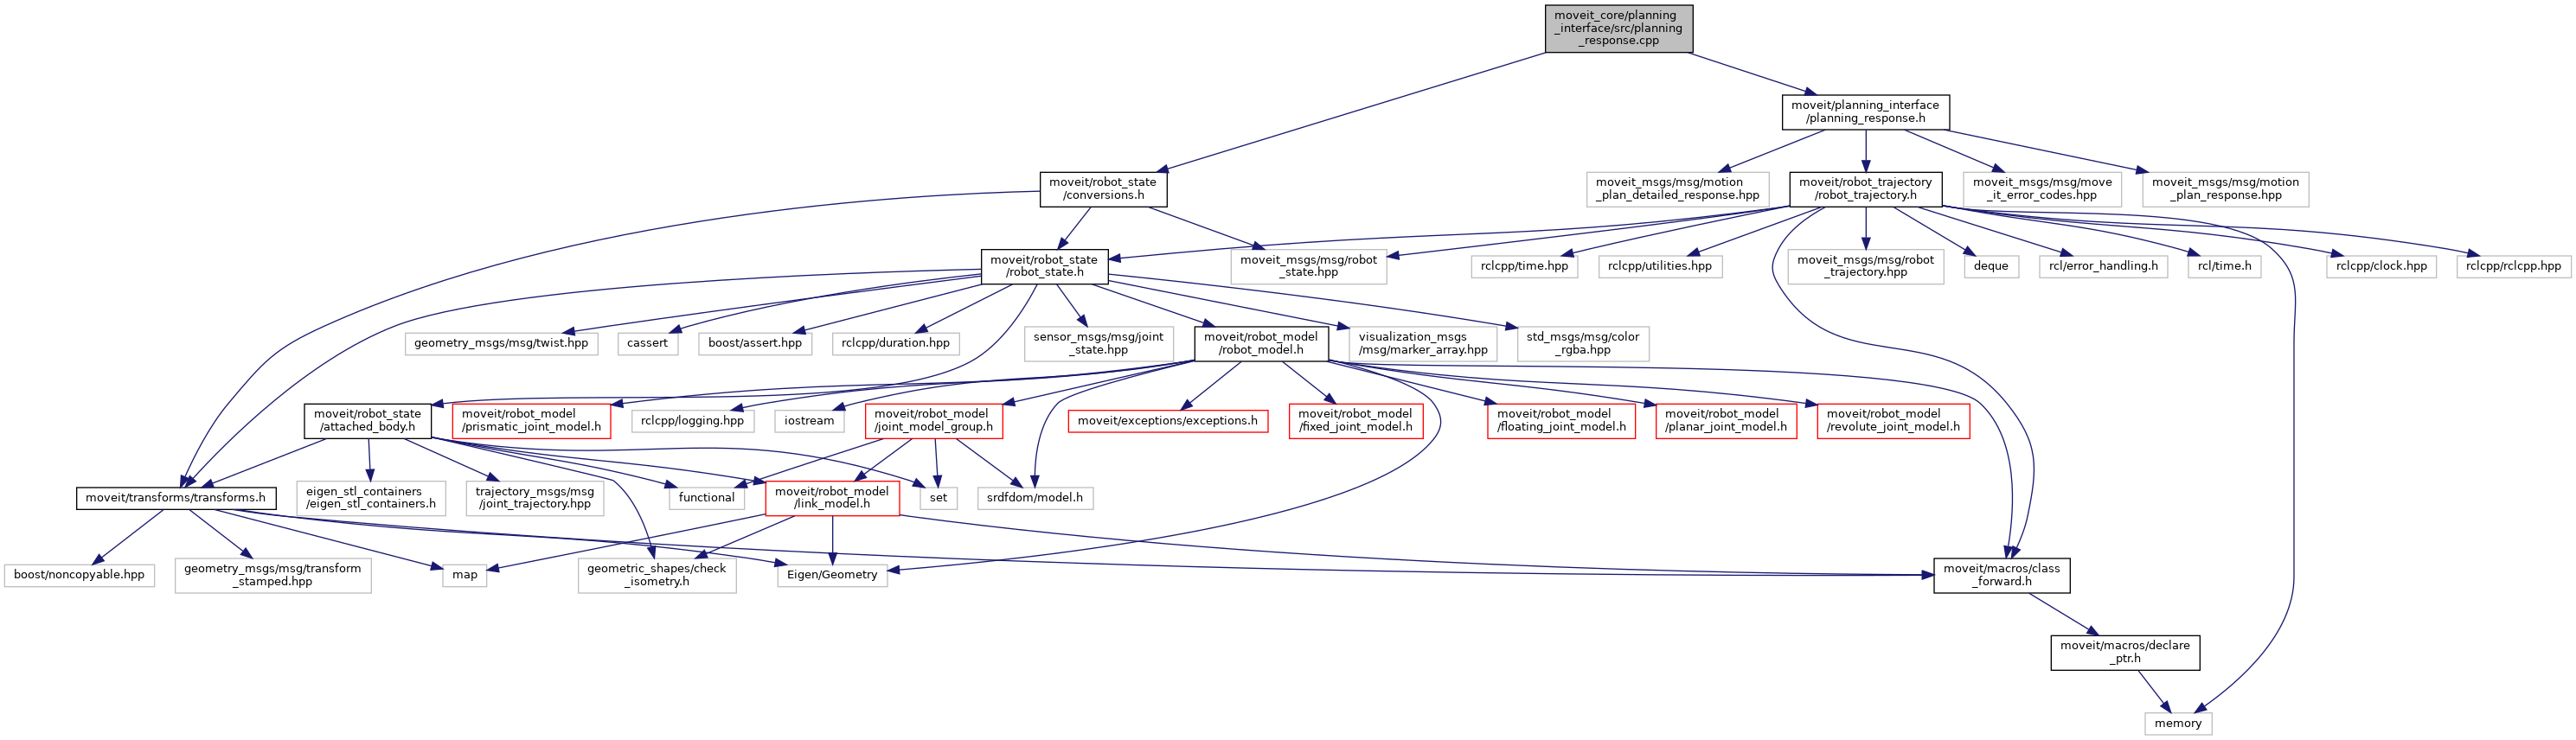 moveit_core/planning
_interface/src/planning
_response.cpp
moveit/planning_interface
/planning_response.h
moveit/robot_state
/conversions.h
moveit_msgs/msg/motion
_plan_detailed_response.hpp
moveit/robot_trajectory
/robot_trajectory.h
moveit_msgs/msg/move
_it_error_codes.hpp
moveit_msgs/msg/motion
_plan_response.hpp
moveit/robot_state
/robot_state.h
moveit_msgs/msg/robot
_state.hpp
rclcpp/time.hpp
rclcpp/utilities.hpp
moveit_msgs/msg/robot
_trajectory.hpp
deque
rcl/error_handling.h
rcl/time.h
rclcpp/clock.hpp
rclcpp/rclcpp.hpp
geometry_msgs/msg/twist.hpp
cassert
boost/assert.hpp
rclcpp/duration.hpp
sensor_msgs/msg/joint
_state.hpp
moveit/robot_model
/robot_model.h
visualization_msgs
/msg/marker_array.hpp
std_msgs/msg/color
_rgba.hpp
moveit/robot_state
/attached_body.h
moveit/robot_model
/prismatic_joint_model.h
rclcpp/logging.hpp
iostream
moveit/robot_model
/joint_model_group.h
moveit/exceptions/exceptions.h
moveit/robot_model
/fixed_joint_model.h
moveit/robot_model
/floating_joint_model.h
moveit/robot_model
/planar_joint_model.h
moveit/robot_model
/revolute_joint_model.h
moveit/transforms/transforms.h
eigen_stl_containers
/eigen_stl_containers.h
trajectory_msgs/msg
/joint_trajectory.hpp
functional
moveit/robot_model
/link_model.h
set
srdfdom/model.h
boost/noncopyable.hpp
geometry_msgs/msg/transform
_stamped.hpp
map
geometric_shapes/check
_isometry.h
Eigen/Geometry
moveit/macros/class
_forward.h
moveit/macros/declare
_ptr.h
memory